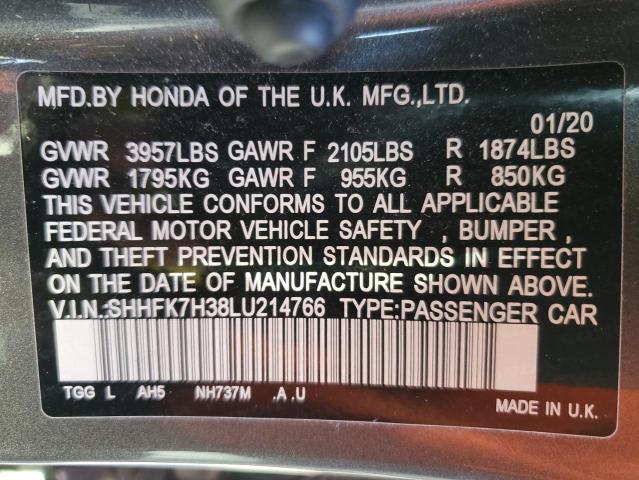 MFD.BY HONDA OF THE U.K. MFG.,LTD.
01/20
GVWR 3957LBS GAWR F 2105LBS R 1874LBS
GVWR 1795KG GAWR F 955KG R 850KG
THIS VEHICLE CONFORMS TO ALL APPLICABLE
FEDERAL MOTOR VEHICLE SAFETY , BUMPER ,
AND THEFT PREVENTION STANDARDS IN EFFECT
ON THE DATE OF MANUFACTURE SHOWN ABOVE.
V.I.N.:SHHFK7H38LU214766 TYPE:PASSENGER CAR
TGG L AH5 NH737M .A .U
MADE IN U.K.